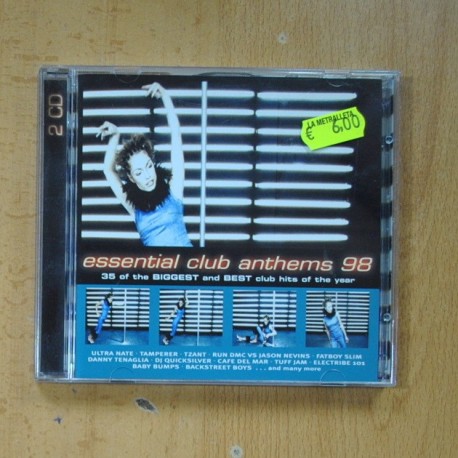 2 CD
LA METRALLETA
€ 6,00
essential club anthems 98
35 of the BIGGEST and BEST club hits of the year
ULTRA NATE · TAMPERER · TZANT · RUN DMC VS JASON NEVINS · FATBOY SLIM
DANNY TENAGLIA · DJ QUICKSILVER · CAFE DEL MAR · TUFF JAM · ELECTRIBE 101
BABY BUMPS · BACKSTREET BOYS ... and many more